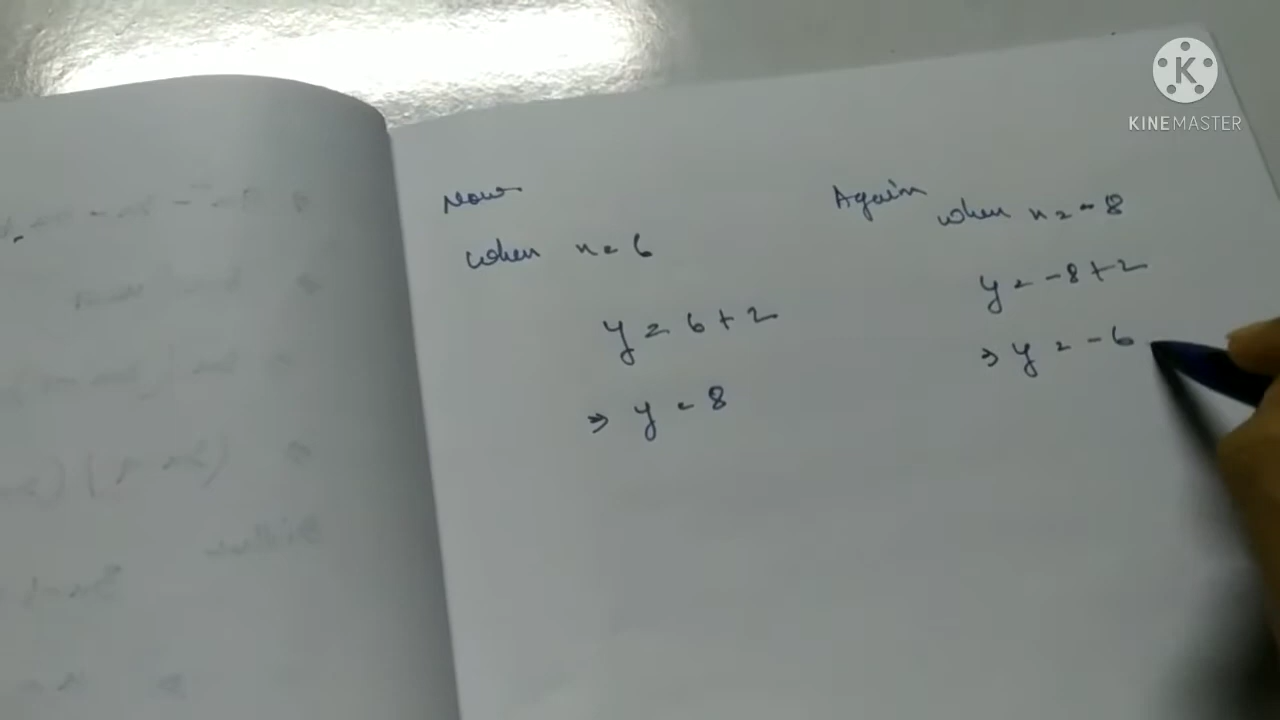 Now
when x = 6
y = 6 + 2
⇒ y = 8
Again
when x = -8
y = -8+2
⇒ y = -6
KINEMASTER